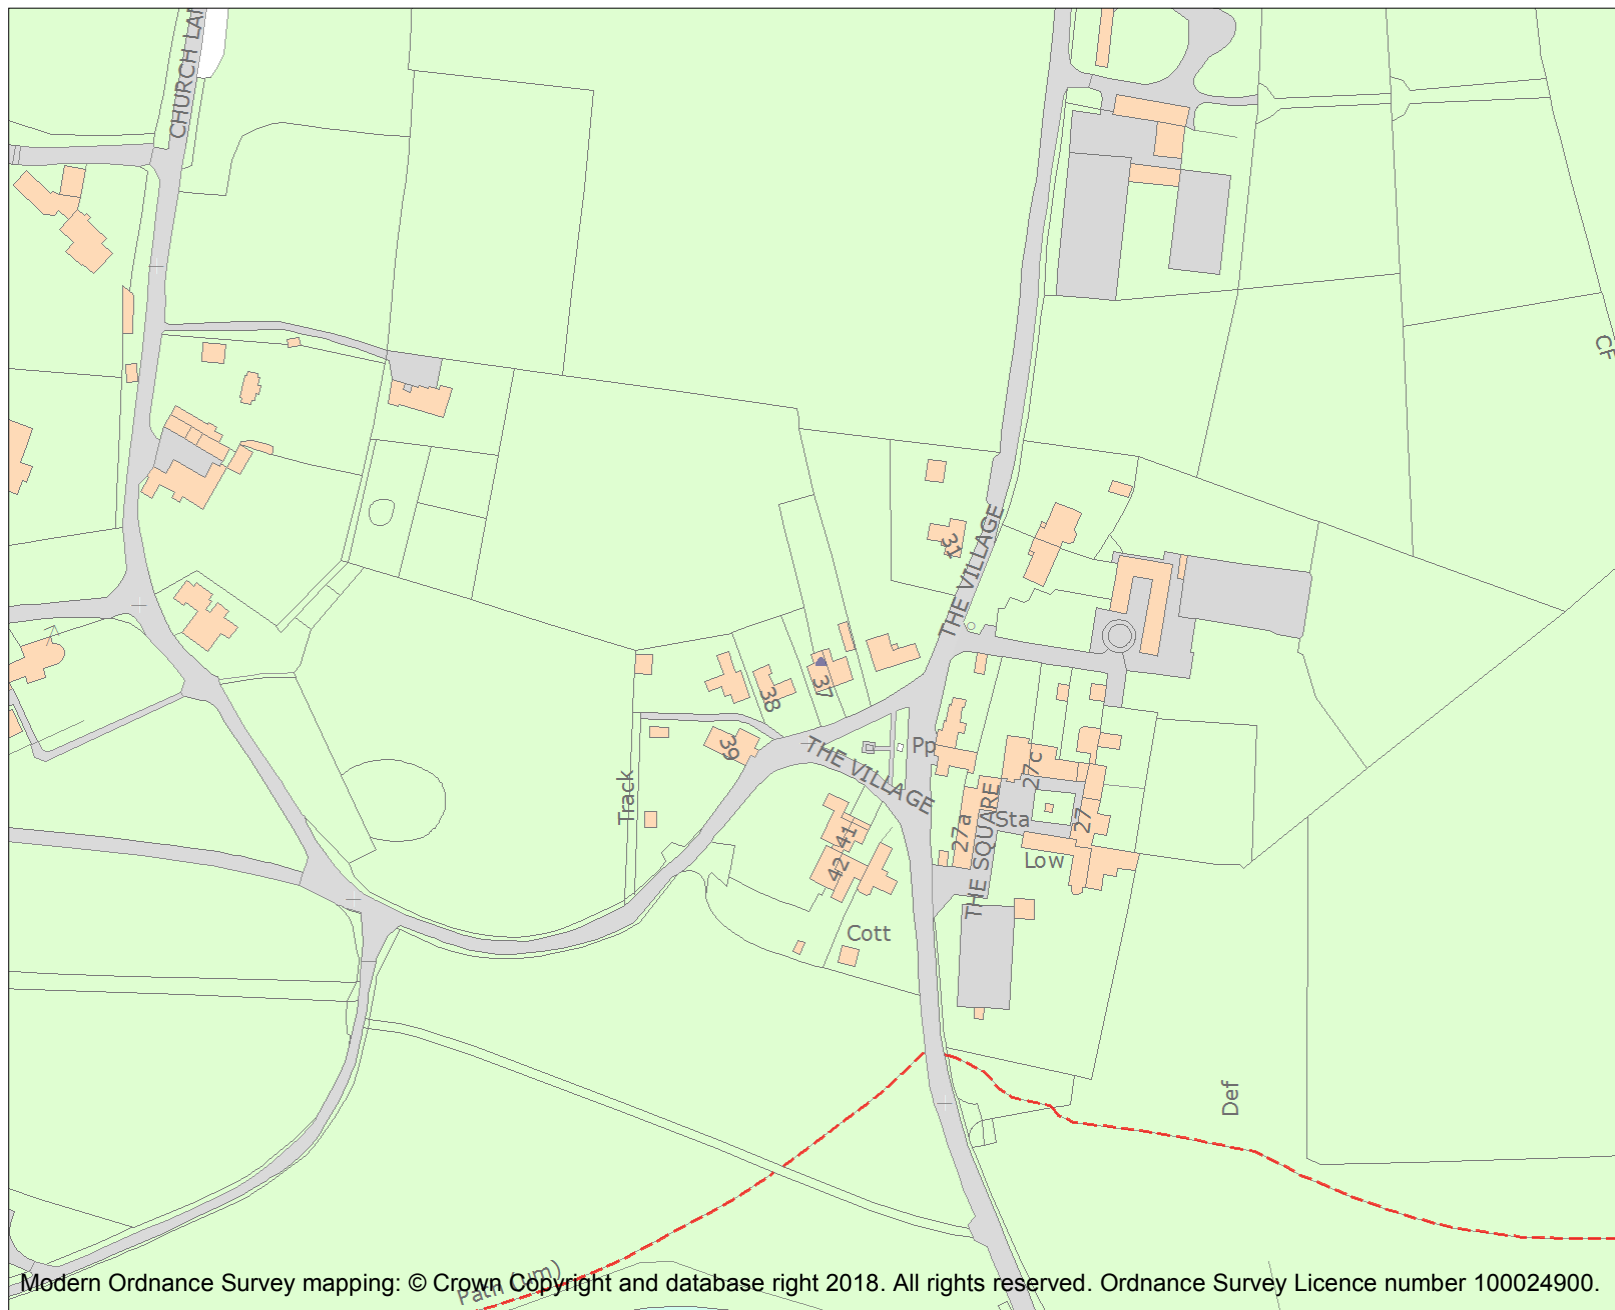 CHURCH LA
CF
31
THE VILLAGE
37
38
39
THE VILLAGE
Pp
27c
Track
THE SQUARE
Sta
27a
27
41
42
Low
Cott
Def
Path (um)
Modern Ordnance Survey mapping: © Crown Copyright and database right 2018. All rights reserved. Ordnance Survey Licence number 100024900.